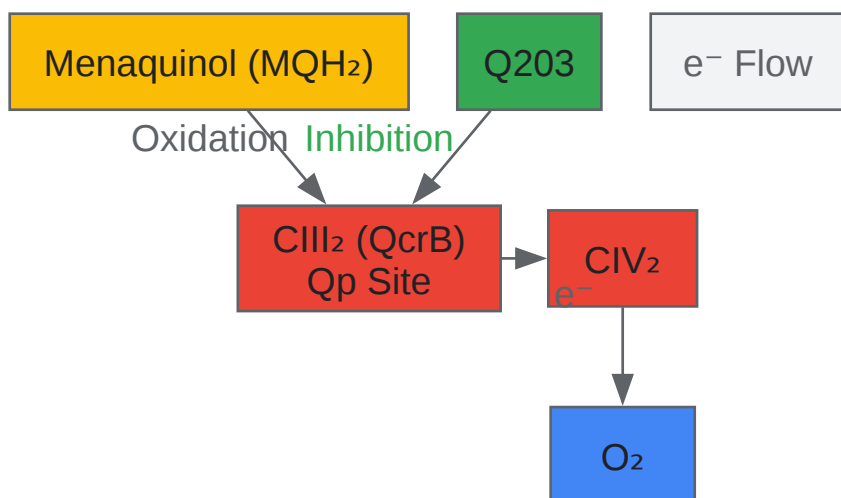 Menaquinol (MQH₂)
Q203
e⁻ Flow
Oxidation
Inhibition
CIII₂ (QcrB)
Qp Site
CIV₂
e⁻
O₂